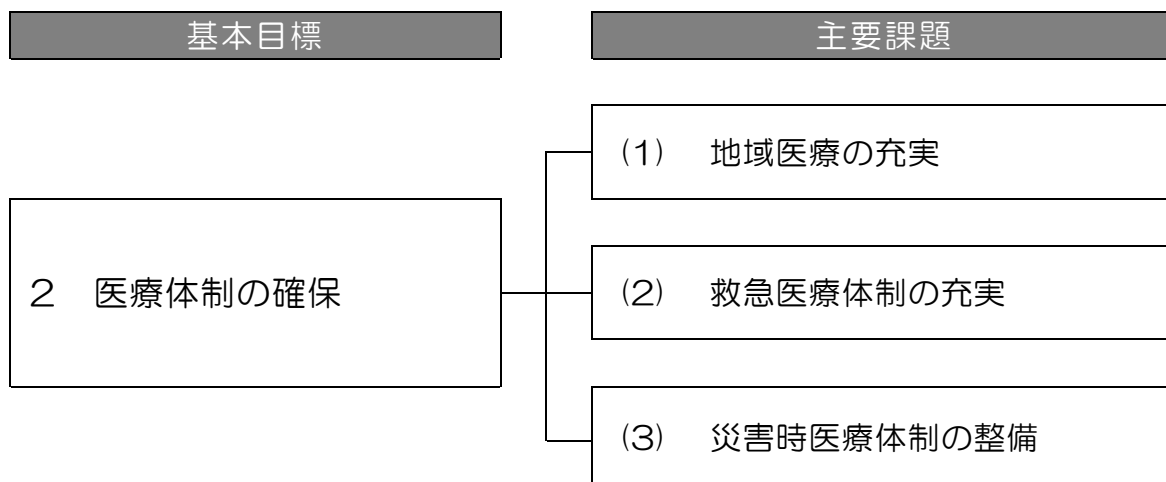 基本目標
主要課題
⑴ 地域医療の充実
2 医療体制の確保
⑵ 救急医療体制の充実
⑶ 災害時医療体制の整備